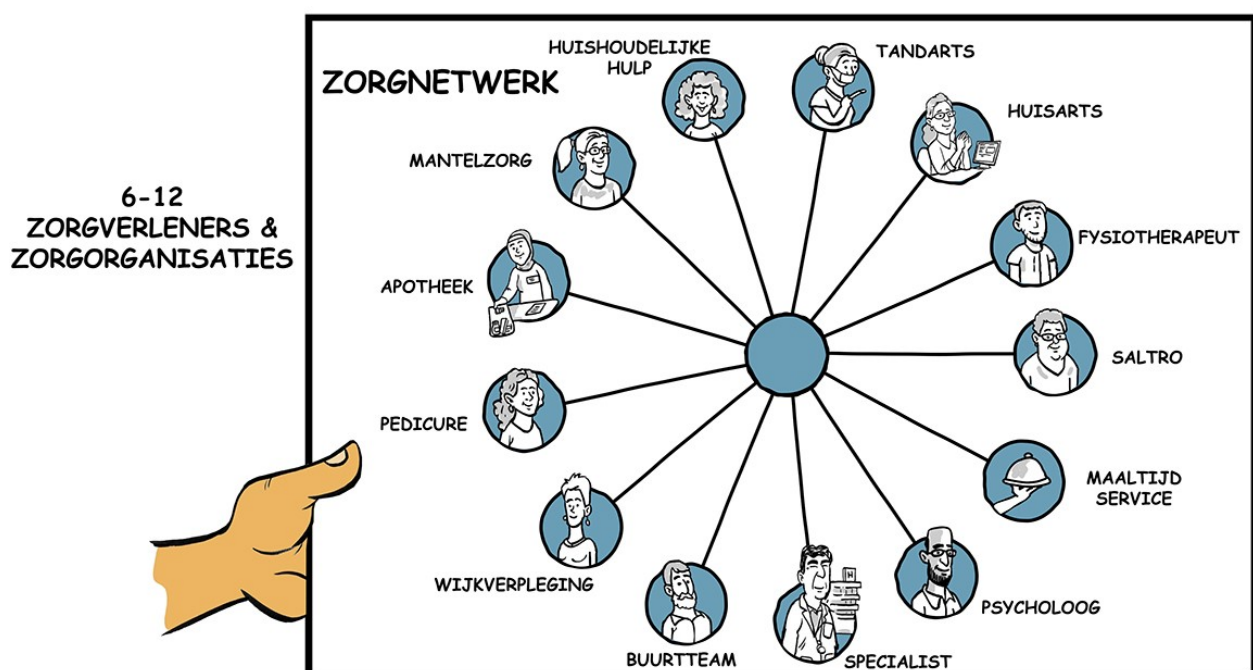 6-12
ZORGVERLENERS &
ZORGORGANISATIES
ZORGNETWERK
HUISHOUDELIJKE
HULP
TANDARTS
HUISARTS
FYSIOTHERAPEUT
SALTRO
MAALTIJD
SERVICE
PSYCHOLOOG
SPECIALIST
BUURTTEAM
WIJKVERPLEGING
PEDICURE
APOTHEEK
MANTELZORG
H